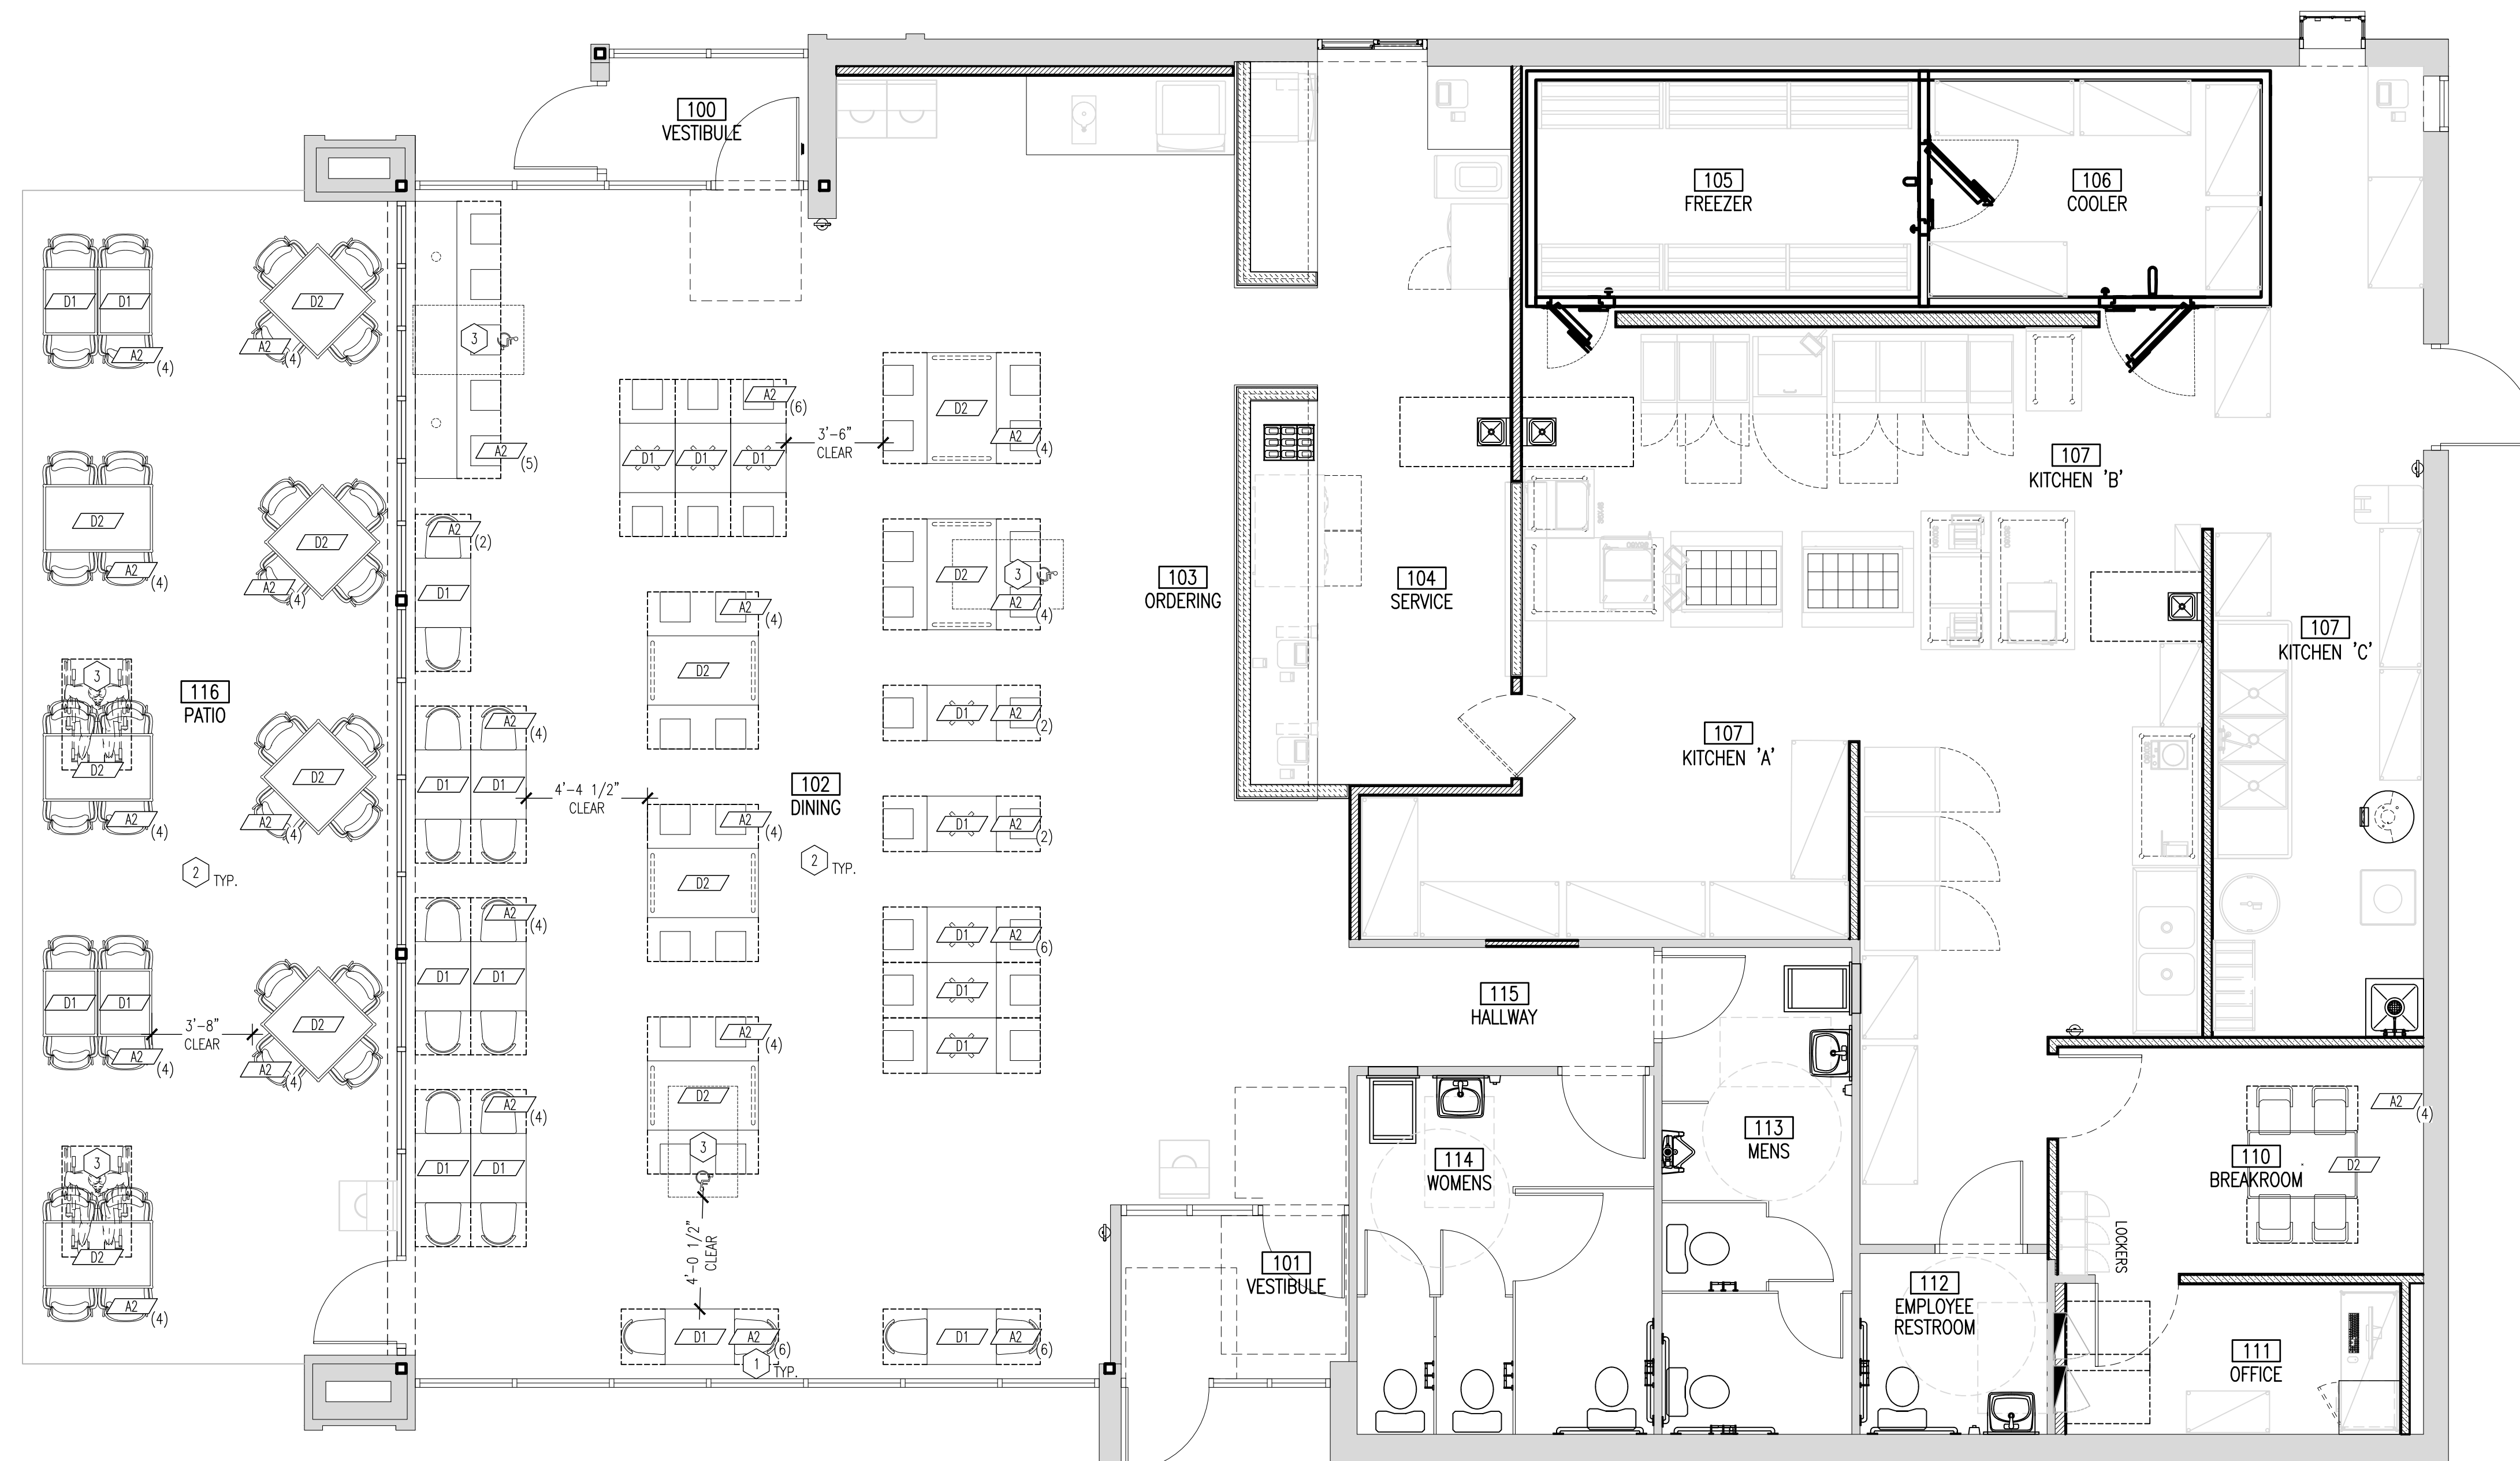 100
VESTIBULE
105
FREEZER
106
COOLER
D1
D1
A2
(4)
D2
A2
(4)
3
A2
(5)
A2
(6)
D1
D1
D1
3'-6"
CLEAR
D2
A2
(4)
107
KITCHEN 'B'
D2
A2
(4)
D2
A2
(4)
A2
(2)
D1
D2
3
A2
(4)
103
ORDERING
104
SERVICE
A2
(4)
D2
107
KITCHEN 'C'
3
D2
A2
(4)
116
PATIO
D2
A2
(4)
A2
(4)
D1
D1
4'-4 1/2"
CLEAR
102
DINING
D1
A2
(2)
107
KITCHEN 'A'
A2
(4)
D2
D1
A2
(2)
2
TYP.
2
TYP.
A2
(4)
D1
D1
D1
A2
(6)
D1
D1
D1
D1
A2
(4)
3'-8"
CLEAR
D2
A2
(4)
A2
(4)
D2
3
115
HALLWAY
A2
(4)
D1
D1
3
D2
A2
(4)
114
WOMENS
113
MENS
110
BREAKROOM
A2
(4)
D2
LOCKERS
4'-0 1/2"
CLEAR
101
VESTIBULE
112
EMPLOYEE
RESTROOM
D1
A2
(6)
1
TYP.
D1
A2
(6)
111
OFFICE